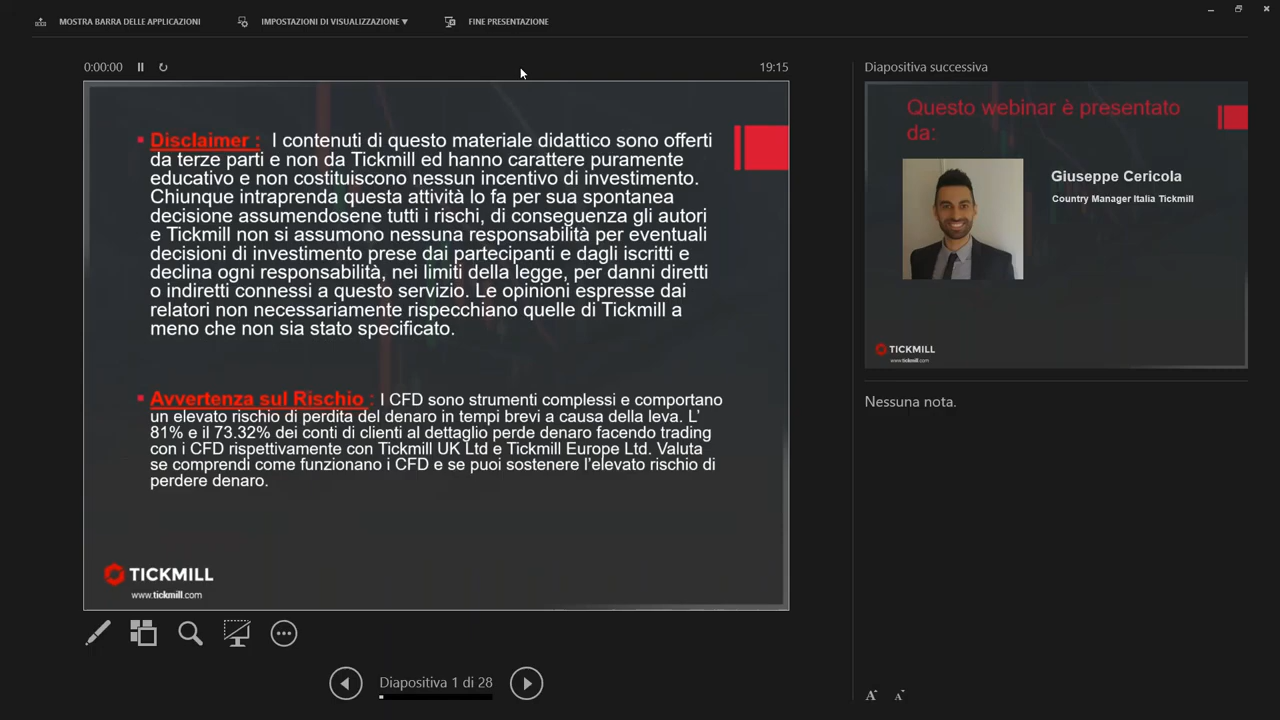 MOSTRA BARRA DELLE APPLICAZIONI
IMPOSTAZIONI DI VISUALIZZAZIONE ▼
FINE PRESENTAZIONE
0:00:00
19:15
Diapositiva successiva
Disclaimer : I contenuti di questo materiale didattico sono offerti
da terze parti e non da Tickmill ed hanno carattere puramente
educativo e non costituiscono nessun incentivo di investimento.
Chiunque intraprenda questa attività lo fa per sua spontanea
decisione assumendosene tutti i rischi, di conseguenza gli autori
e Tickmill non si assumono nessuna responsabilità per eventuali
decisioni di investimento prese dai partecipanti e dagli iscritti e
declina ogni responsabilità, nei limiti della legge, per danni diretti
o indiretti connessi a questo servizio. Le opinioni espresse dai
relatori non necessariamente rispecchiano quelle di Tickmill a
meno che non sia stato specificato.
Avvertenza sul Rischio : I CFD sono strumenti complessi e comportano
un elevato rischio di perdita del denaro in tempi brevi a causa della leva. L'
81% e il 73.32% dei conti di clienti al dettaglio perde denaro facendo trading
con i CFD rispettivamente con Tickmill UK Ltd e Tickmill Europe Ltd. Valuta
se comprendi come funzionano i CFD e se puoi sostenere l'elevato rischio di
perdere denaro.
TICKMILL
www.tickmill.com
Questo webinar è presentato
da:
Giuseppe Cericola
Country Manager Italia Tickmill
TICKMILL
www.tickmill.com
Nessuna nota.
Diapositiva 1 di 28
A A